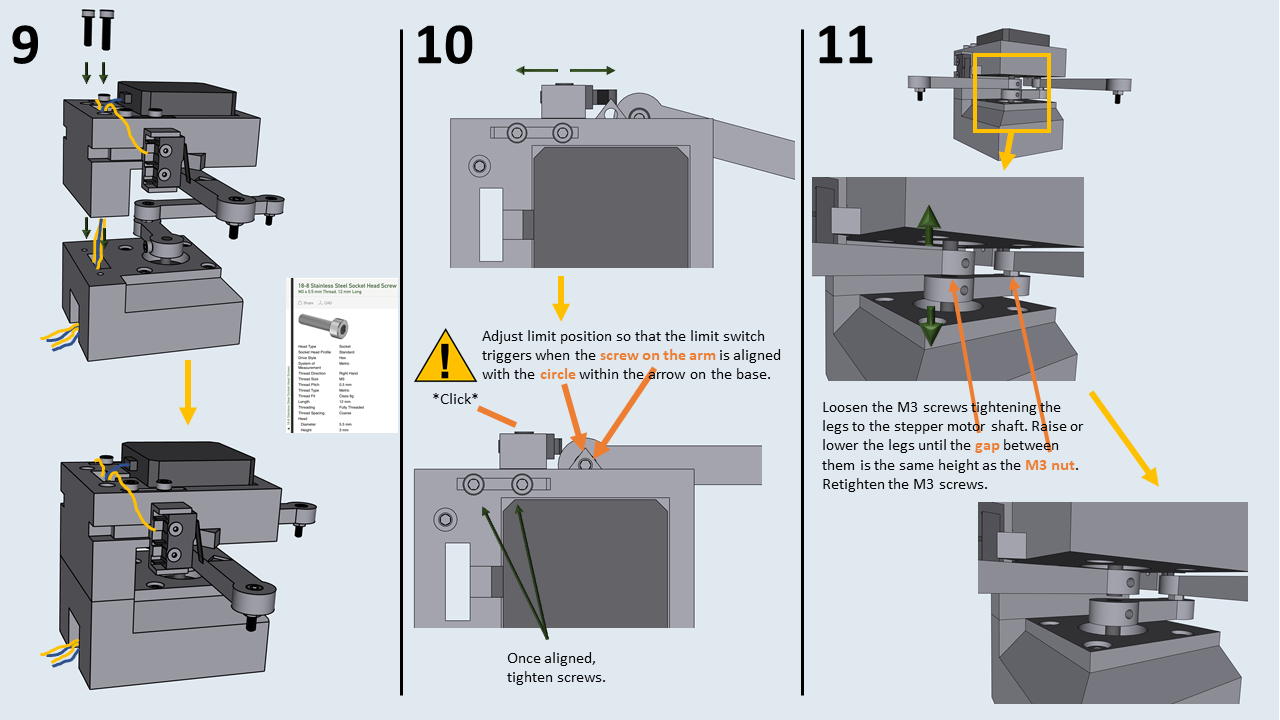 9
18-8 Stainless Steel Socket Head Screw
M3 x 0.5 mm Thread, 12 mm Long
Share CAD
Head Type Socket
Socket Head Profile Standard
Drive Style Hex
System of
Measurement Metric
Thread Direction Right Hand
Thread Size M3
Thread Pitch 0.5 mm
Thread Type Metric
Thread Fit Class 6g
Length 12 mm
Threading Fully Threaded
Thread Spacing Coarse
Head
Diameter 5.5 mm
Height 3 mm
10
Adjust limit position so that the limit switch
triggers when the screw on the arm is aligned
with the circle within the arrow on the base.
*Click*
Once aligned,
tighten screws.
11
Loosen the M3 screws tightening the
legs to the stepper motor shaft. Raise or
lower the legs until the gap between
them is the same height as the M3 nut.
Retighten the M3 screws.